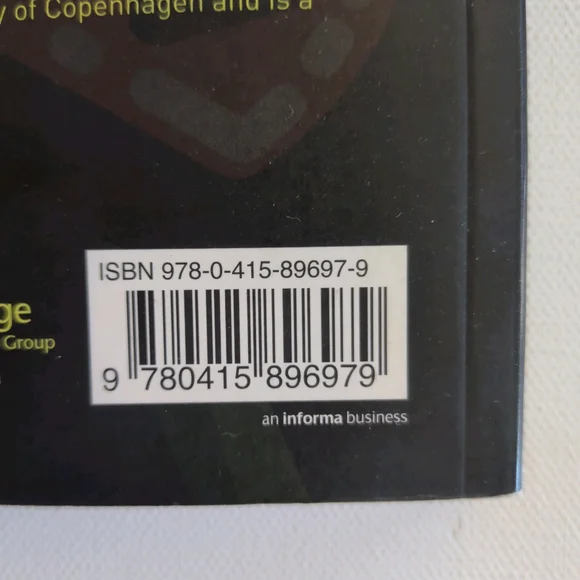 y of Copenhagen and is a
ISBN 978-0-415-89697-9
ge
Group
9 780415 896979
an informa business